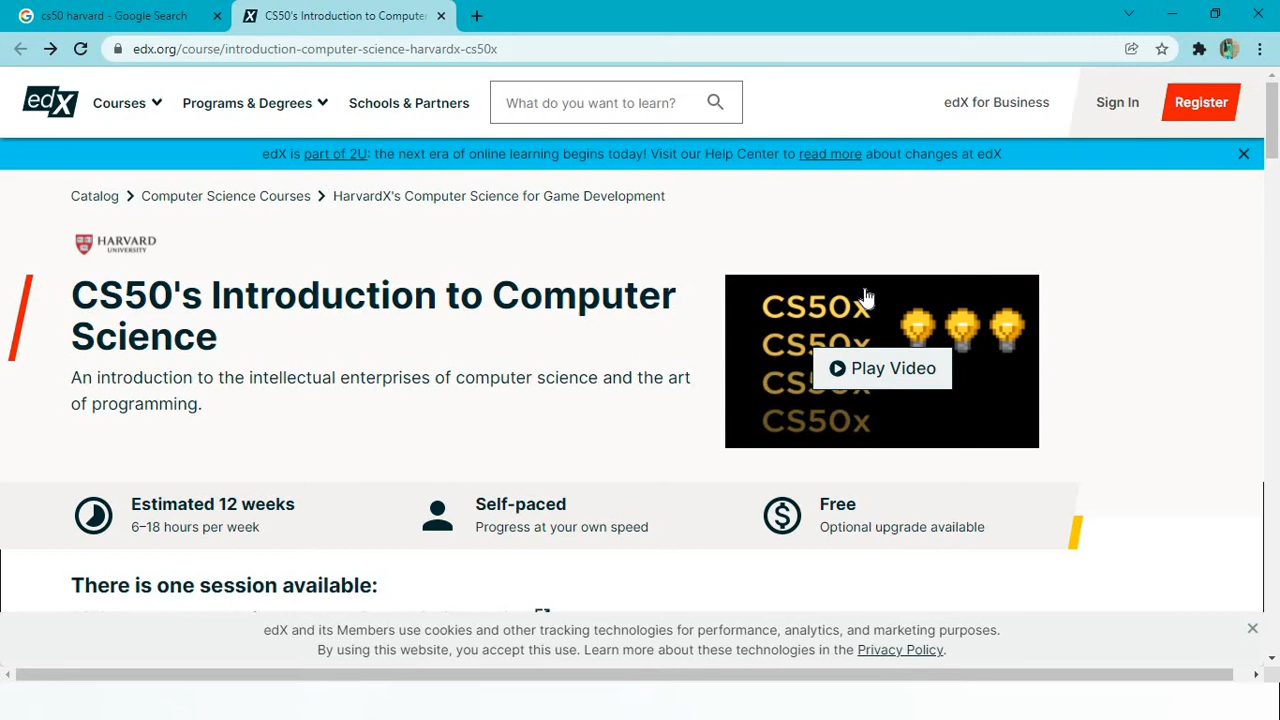 cs50 harvard - Google Search
CS50's Introduction to Compute
edx.org/course/introduction-computer-science-harvardx-cs50x
edX
Courses
Programs & Degrees
Schools & Partners
What do you want to learn?
edX for Business
Sign In
Register
edX is part of 2U: the next era of online learning begins today! Visit our Help Center to read more about changes at edX
Catalog
Computer Science Courses
HarvardX's Computer Science for Game Development
HARVARD
UNIVERSITY
CS50's Introduction to Computer
Science
An introduction to the intellectual enterprises of computer science and the art
of programming.
CS50x
CS50x
Play Video
CS50x
Estimated 12 weeks
6–18 hours per week
Self-paced
Progress at your own speed
Free
Optional upgrade available
There is one session available:
edX and its Members use cookies and other tracking technologies for performance, analytics, and marketing purposes.
By using this website, you accept this use. Learn more about these technologies in the Privacy Policy.